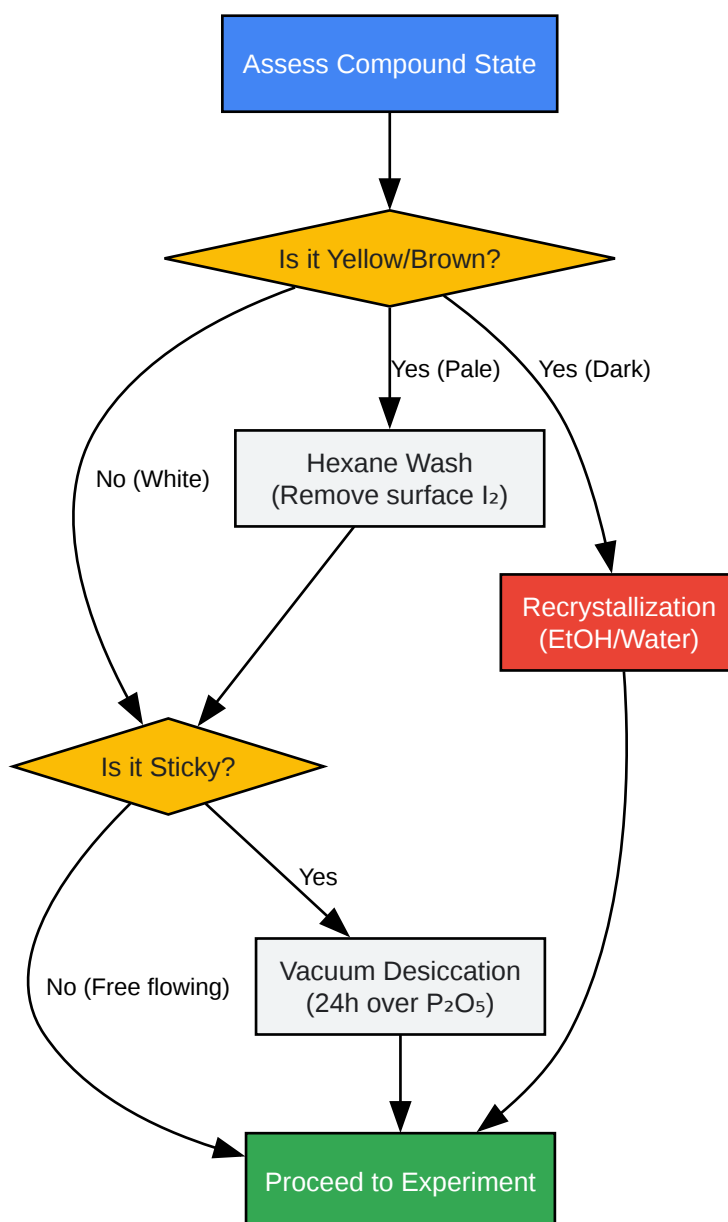 Assess Compound State
Is it Yellow/Brown?
Yes (Pale)
Yes (Dark)
Hexane Wash
(Remove surface I₂)
No (White)
Recrystallization
(EtOH/Water)
Is it Sticky?
Yes
Vacuum Desiccation
(24h over P₂O₅)
No (Free flowing)
Proceed to Experiment